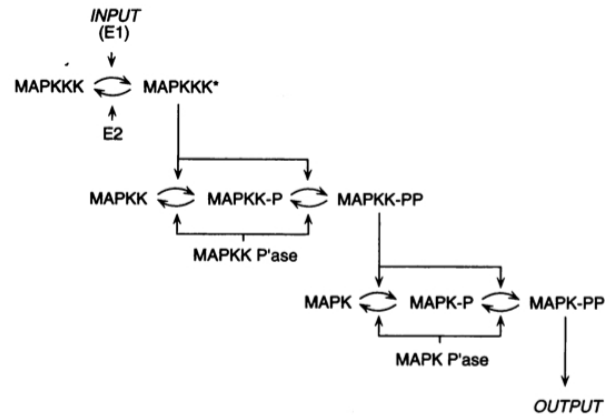 INPUT
(E1)
MAPKKK MAPKKK*
E2
MAPKK MAPKK-P MAPKK-PP
MAPKK P'ase
MAPK MAPK-P MAPK-PP
MAPK P'ase
OUTPUT